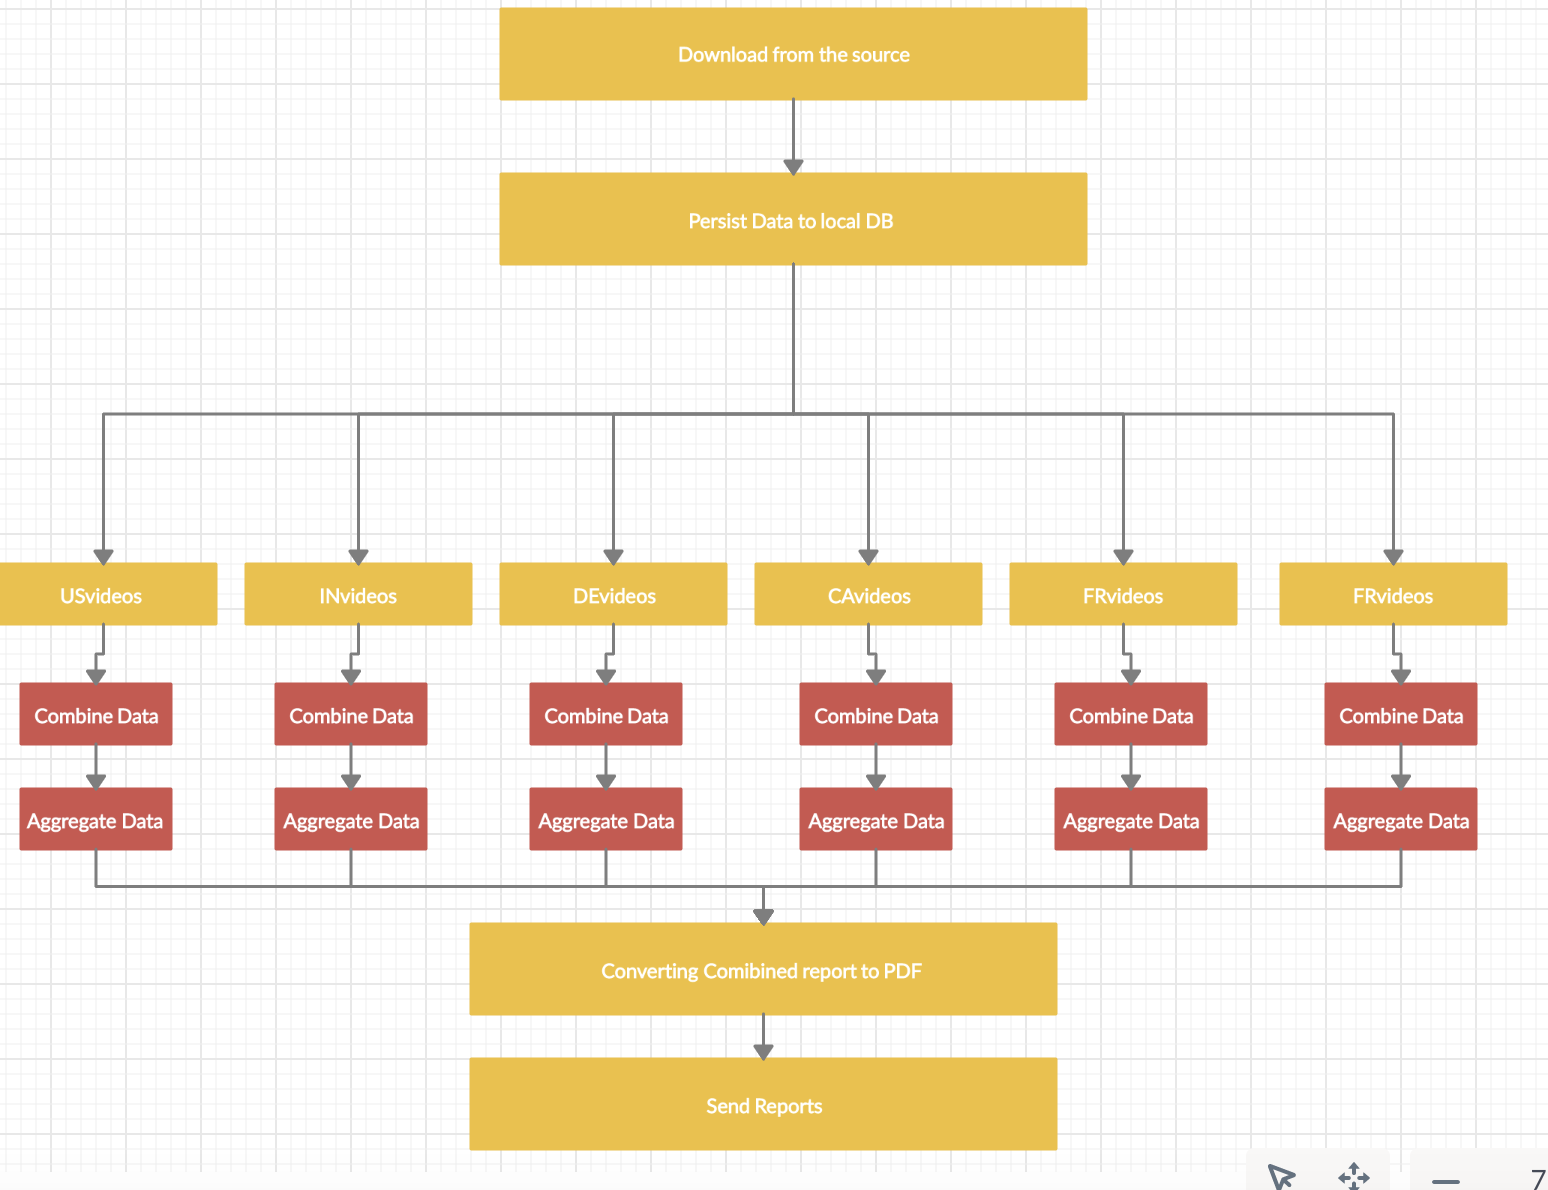 Download from the source
Persist Data to local DB
USvideos
INvideos
DEvideos
CAvideos
FRvideos
FRvideos
Combine Data
Combine Data
Combine Data
Combine Data
Combine Data
Combine Data
Aggregate Data
Aggregate Data
Aggregate Data
Aggregate Data
Aggregate Data
Aggregate Data
Converting Comibined report to PDF
Send Reports
7